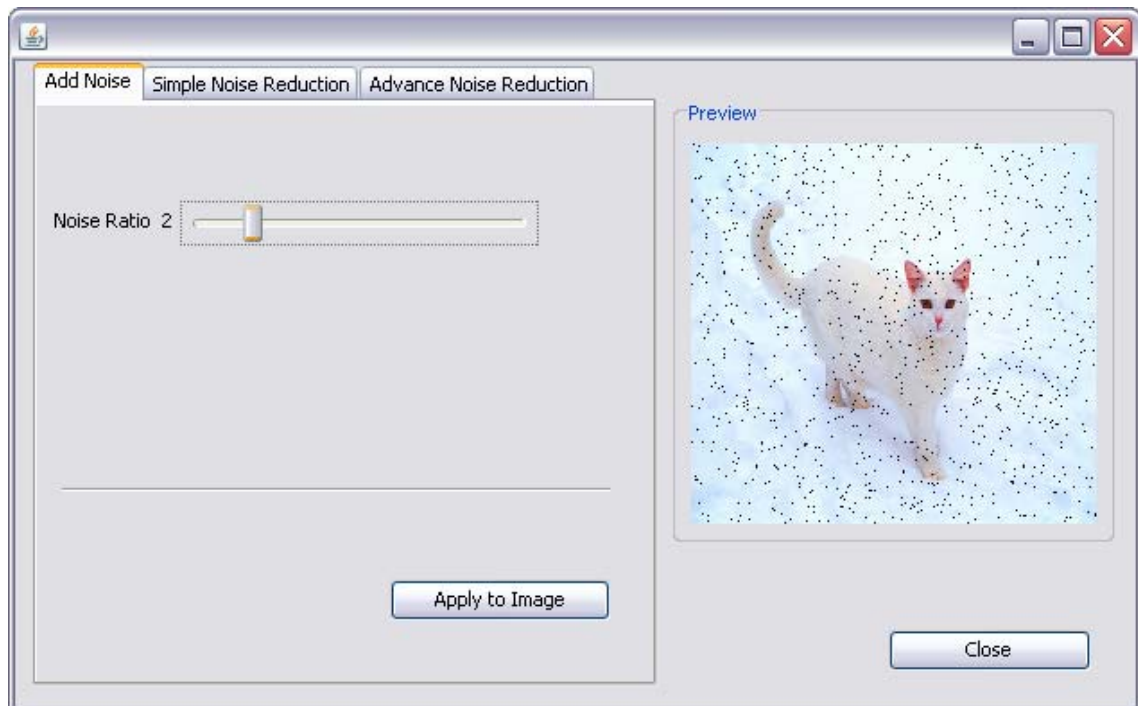 Add Noise
Simple Noise Reduction
Advance Noise Reduction
Preview
Noise Ratio 2
Apply to Image
Close